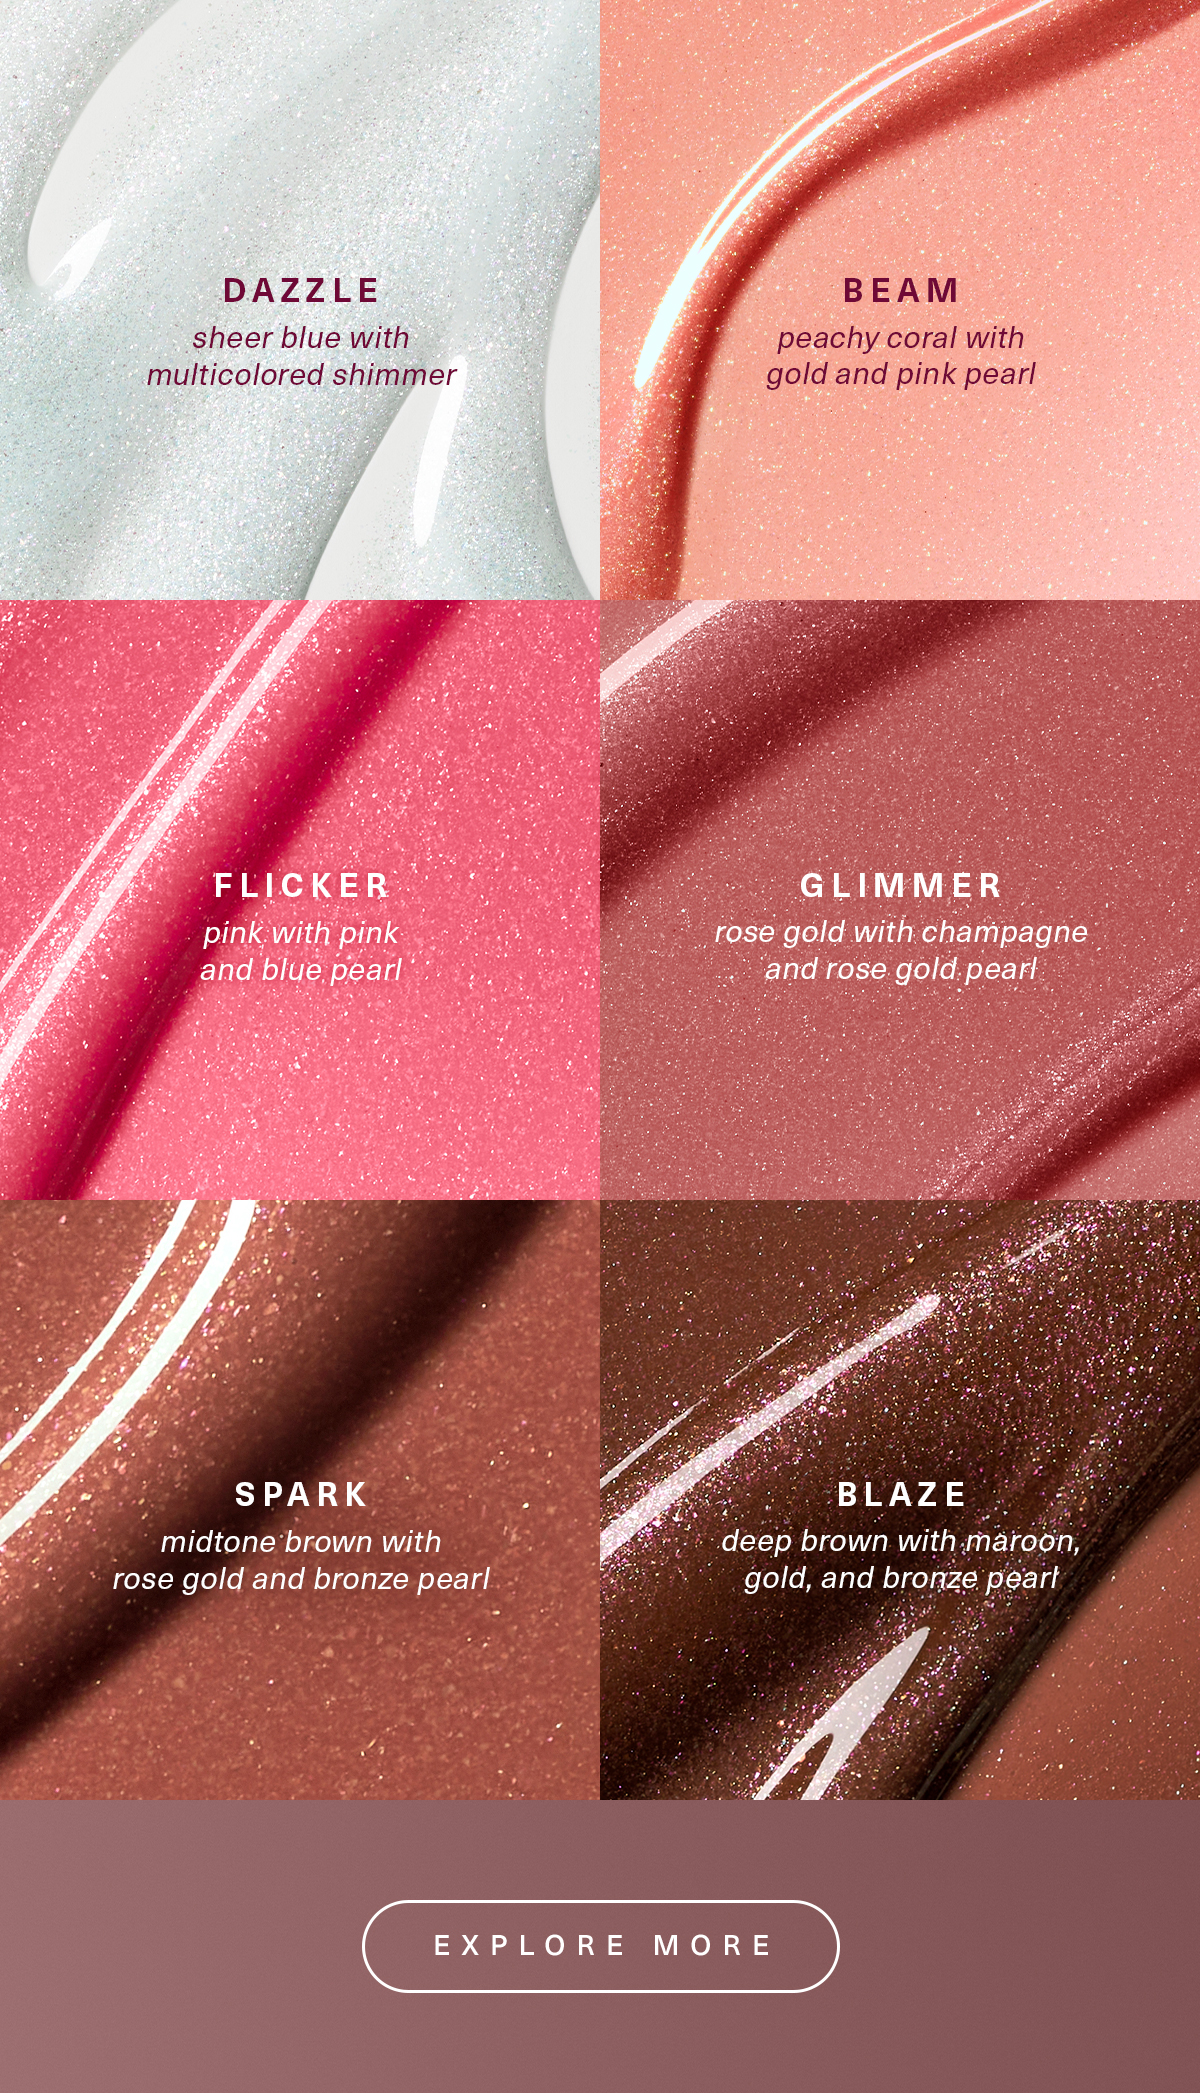 DAZZLE
sheer blue with
multicolored shimmer
BEAM
peachy coral with
gold and pink pearl
FLICKER
pink with pink
and blue pearl
GLIMMER
rose gold with champagne
and rose gold pearl
SPARK
midtone brown with
rose gold and bronze pearl
BLAZE
deep brown with maroon,
gold, and bronze pearl
EXPLORE MORE